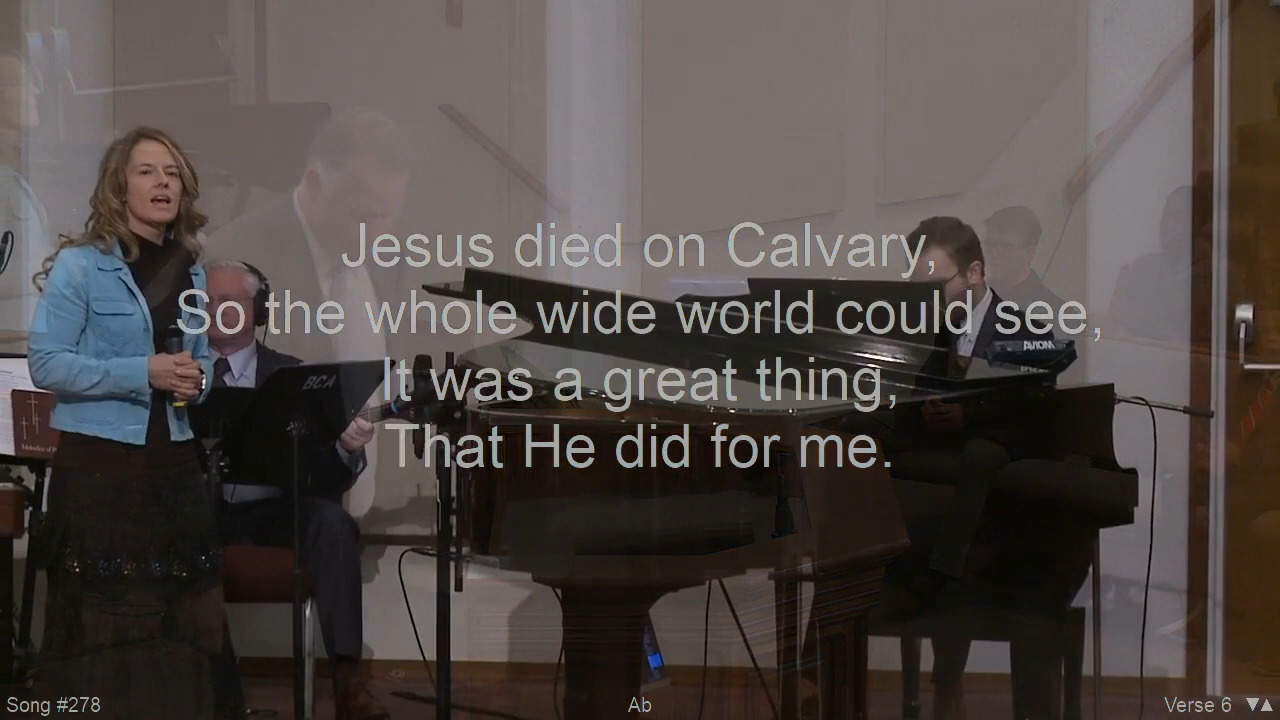 Jesus died on Calvary,
So the whole wide world could see,
It was a great thing,
That He did for me.
BCA
AVIOM
Song #278
Ab
Verse 6 ▼▲